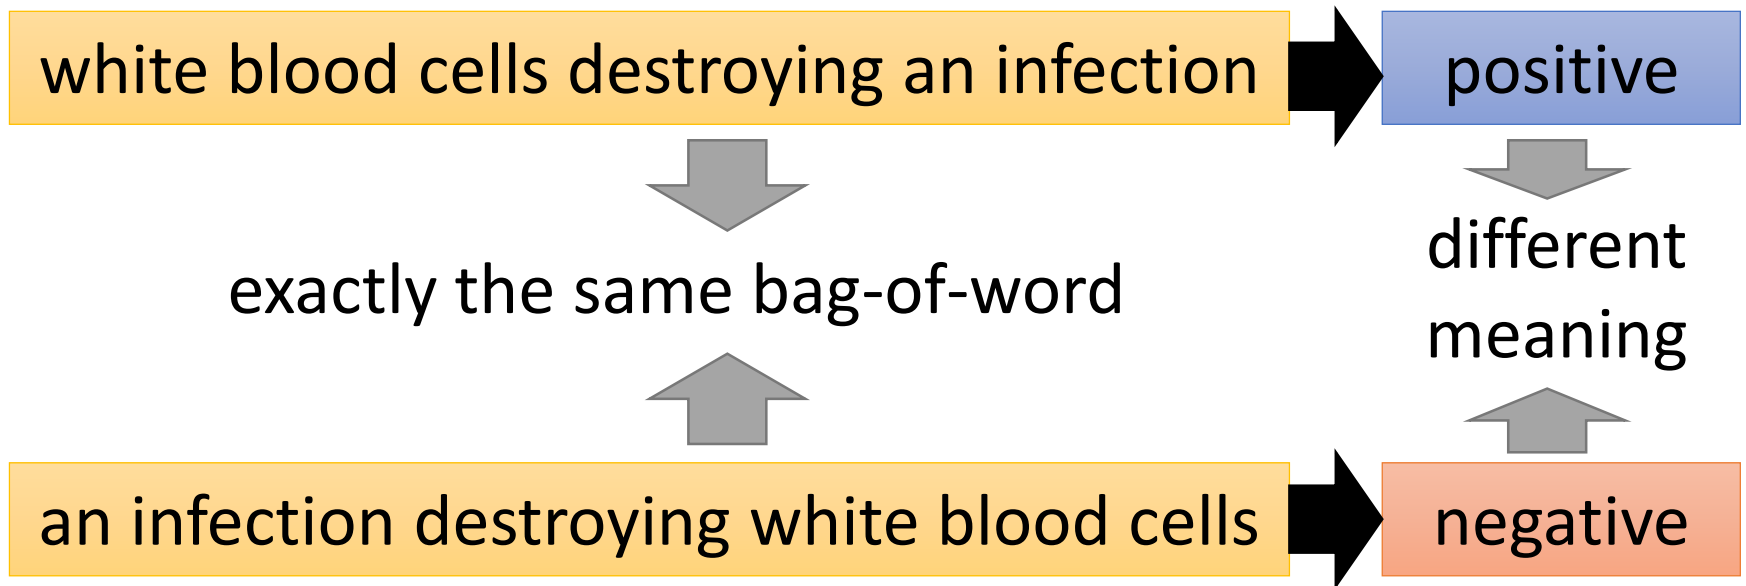 white blood cells destroying an infection
positive
exactly the same bag-of-word
different
meaning
an infection destroying white blood cells
negative